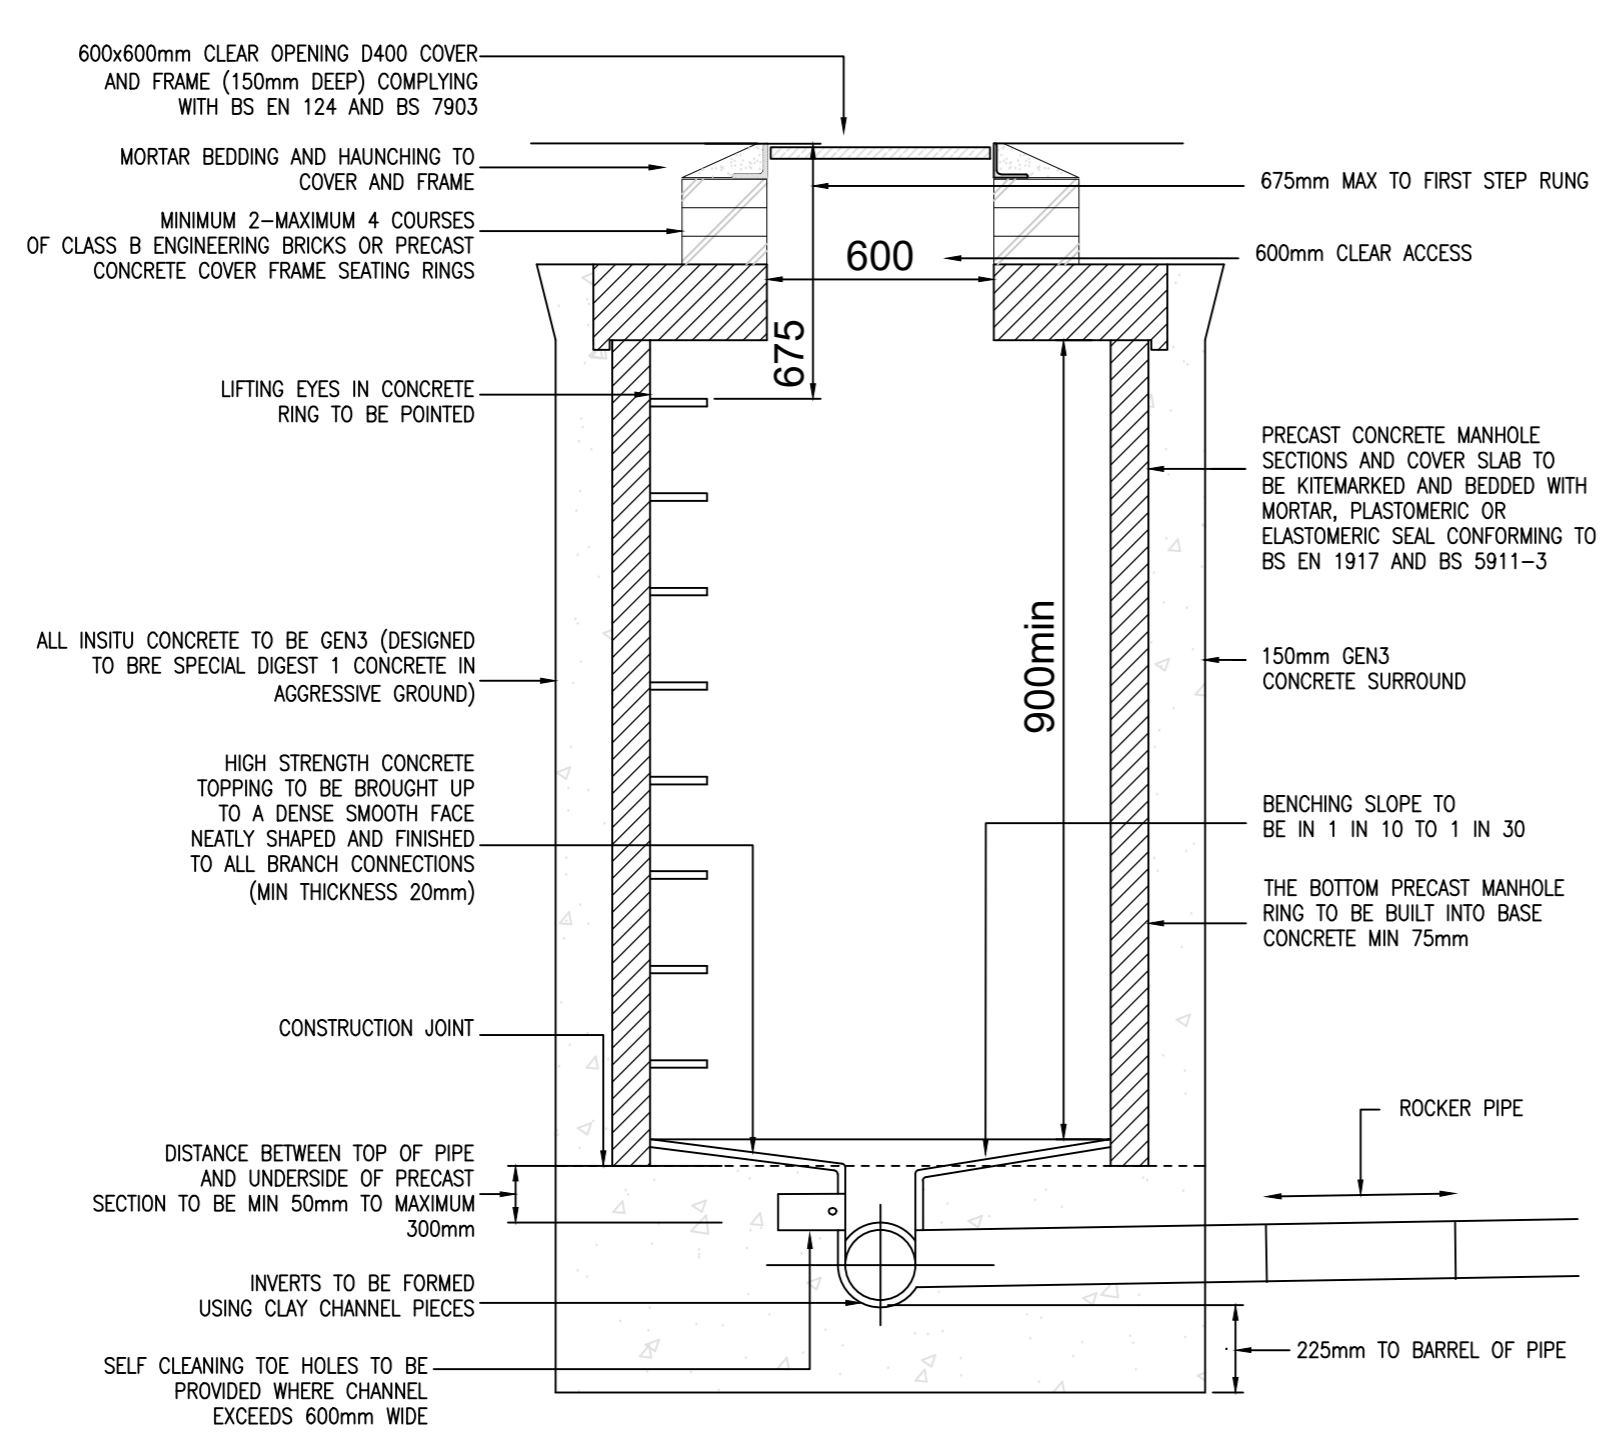 600x600mm CLEAR OPENING D400 COVER
AND FRAME (150mm DEEP) COMPLYING
WITH BS EN 124 AND BS 7903
MORTAR BEDDING AND HAUNCHING TO
COVER AND FRAME
MINIMUM 2-MAXIMUM 4 COURSES
OF CLASS B ENGINEERING BRICKS OR PRECAST
CONCRETE COVER FRAME SEATING RINGS
LIFTING EYES IN CONCRETE
RING TO BE POINTED
ALL INSITU CONCRETE TO BE GEN3 (DESIGNED
TO BRE SPECIAL DIGEST 1 CONCRETE IN
AGGRESSIVE GROUND)
HIGH STRENGTH CONCRETE
TOPPING TO BE BROUGHT UP
TO A DENSE SMOOTH FACE
NEATLY SHAPED AND FINISHED
TO ALL BRANCH CONNECTIONS
(MIN THICKNESS 20mm)
CONSTRUCTION JOINT
DISTANCE BETWEEN TOP OF PIPE
AND UNDERSIDE OF PRECAST
SECTION TO BE MIN 50mm TO MAXIMUM
300mm
INVERTS TO BE FORMED
USING CLAY CHANNEL PIECES
SELF CLEANING TOE HOLES TO BE
PROVIDED WHERE CHANNEL
EXCEEDS 600mm WIDE
600
675
900min
675mm MAX TO FIRST STEP RUNG
600mm CLEAR ACCESS
PRECAST CONCRETE MANHOLE
SECTIONS AND COVER SLAB TO
BE KITEMARKED AND BEDDED WITH
MORTAR, PLASTOMERIC OR
ELASTOMERIC SEAL CONFORMING TO
BS EN 1917 AND BS 5911-3
150mm GEN3
CONCRETE SURROUND
BENCHING SLOPE TO
BE IN 1 IN 10 TO 1 IN 30
THE BOTTOM PRECAST MANHOLE
RING TO BE BUILT INTO BASE
CONCRETE MIN 75mm
ROCKER PIPE
225mm TO BARREL OF PIPE